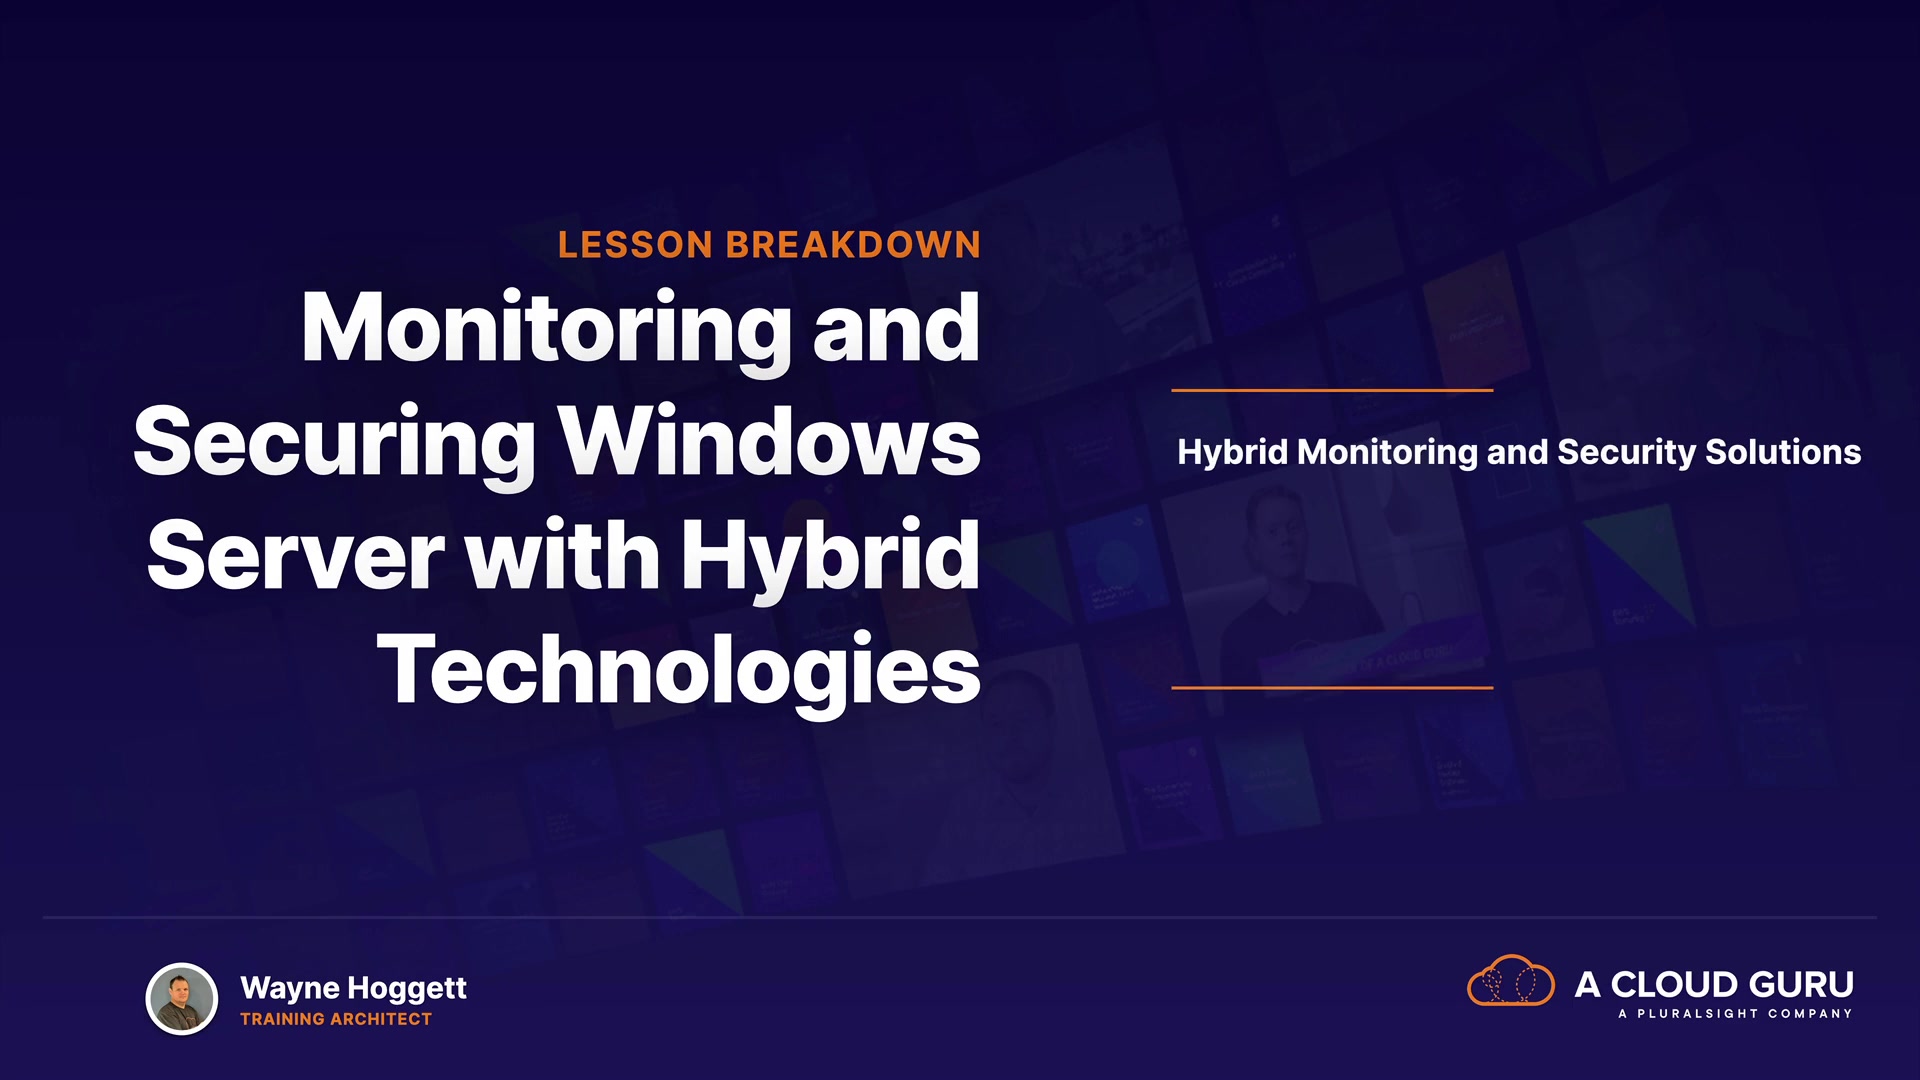 LESSON BREAKDOWN
Monitoring and
Securing Windows
Server with Hybrid
Technologies
Hybrid Monitoring and Security Solutions
Wayne Hoggett
TRAINING ARCHITECT
A CLOUD GURU
A PLURALSIGHT COMPANY